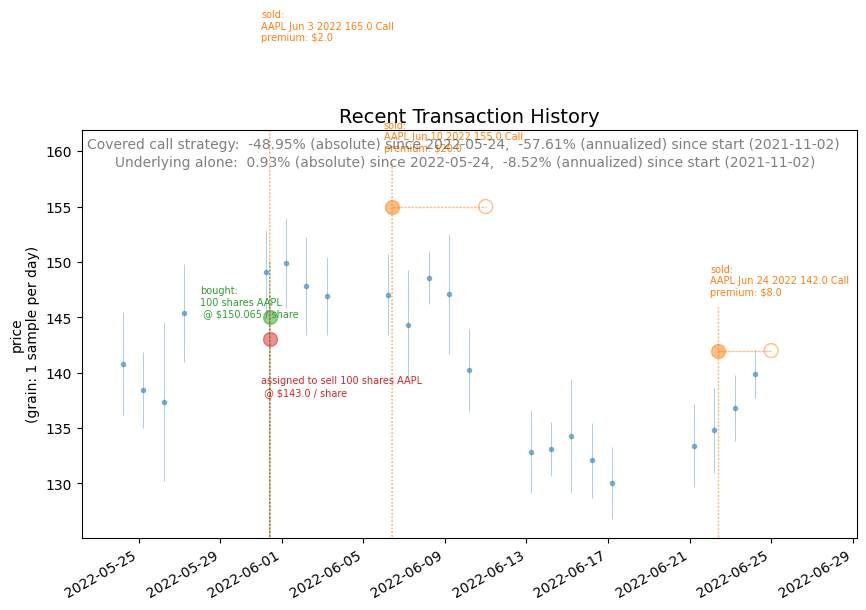 sold:
AAPL Jun 3 2022 165.0 Call
premium: $2.0
Recent Transaction History
sold:
AAPL Jun 10 2022 155.0 Call
premium: $20.0
Covered call strategy:  -48.95% (absolute) since 2022-05-24,  -57.61% (annualized) since start (2021-11-02)
Underlying alone:  0.93% (absolute) since 2022-05-24,  -8.52% (annualized) since start (2021-11-02)
160
155
150
145
140
135
130
price
(grain: 1 sample per day)
sold:
AAPL Jun 24 2022 142.0 Call
premium: $8.0
bought:
100 shares AAPL
@ $150.065 / share
assigned to sell 100 shares AAPL
@ $143.0 / share
2022-05-25
2022-05-29
2022-06-01
2022-06-05
2022-06-09
2022-06-13
2022-06-17
2022-06-21
2022-06-25
2022-06-29